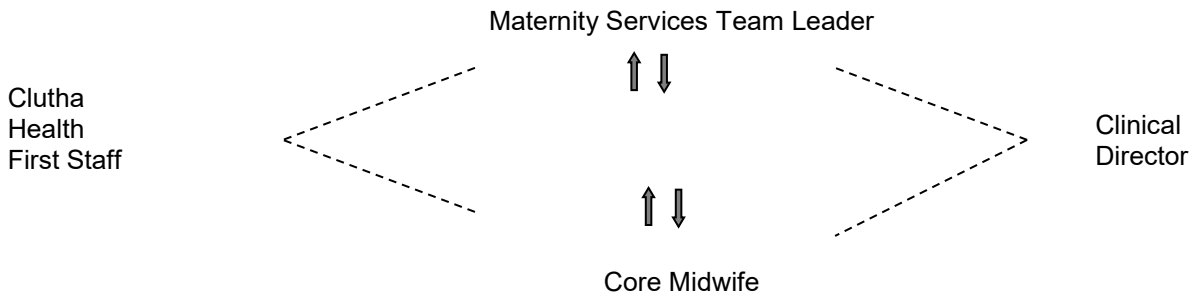 Maternity Services Team Leader
Clutha
Health
First Staff
Clinical
Director
Core Midwife